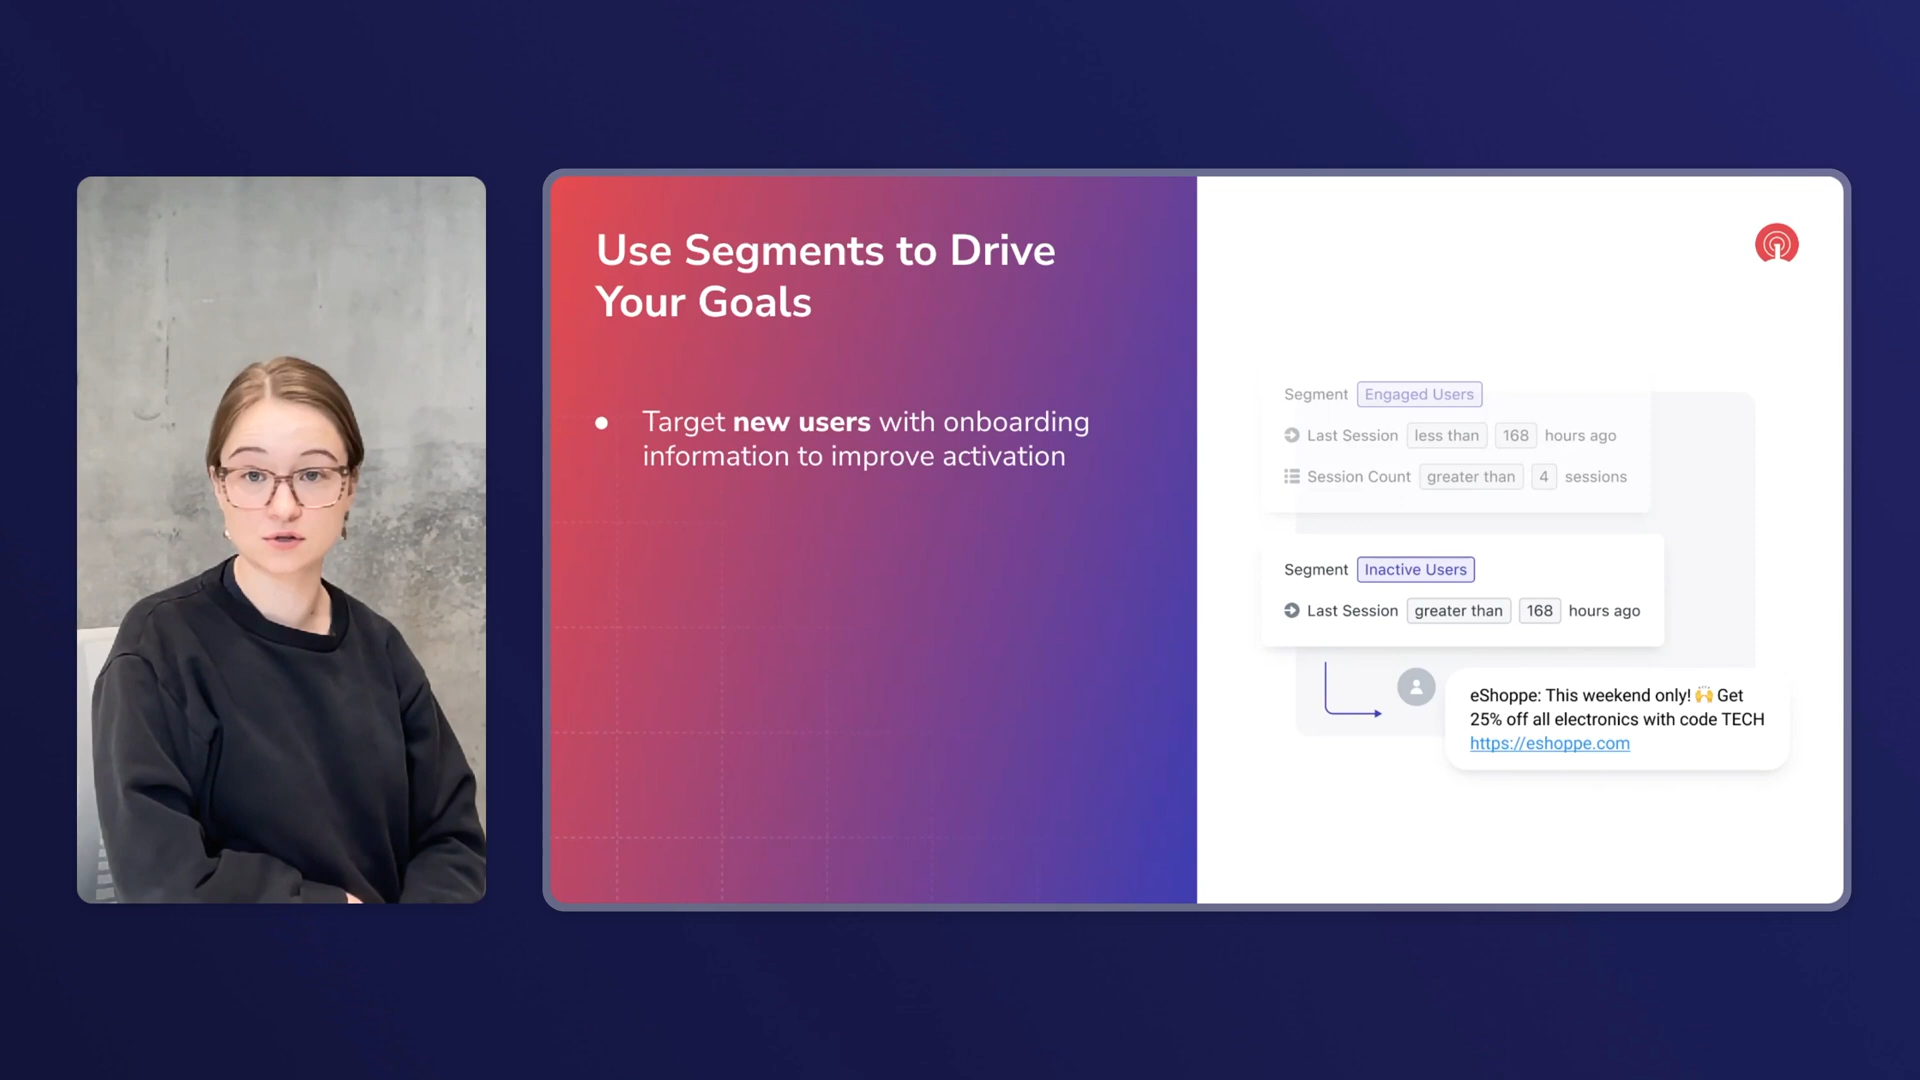 Use Segments to Drive
Your Goals
● Target new users with onboarding
information to improve activation
Segment Engaged Users
Last Session less than 168 hours ago
Session Count greater than 4 sessions
Segment Inactive Users
Last Session greater than 168 hours ago
eShoppe: This weekend only! 🙌 Get
25% off all electronics with code TECH
https://eshoppe.com